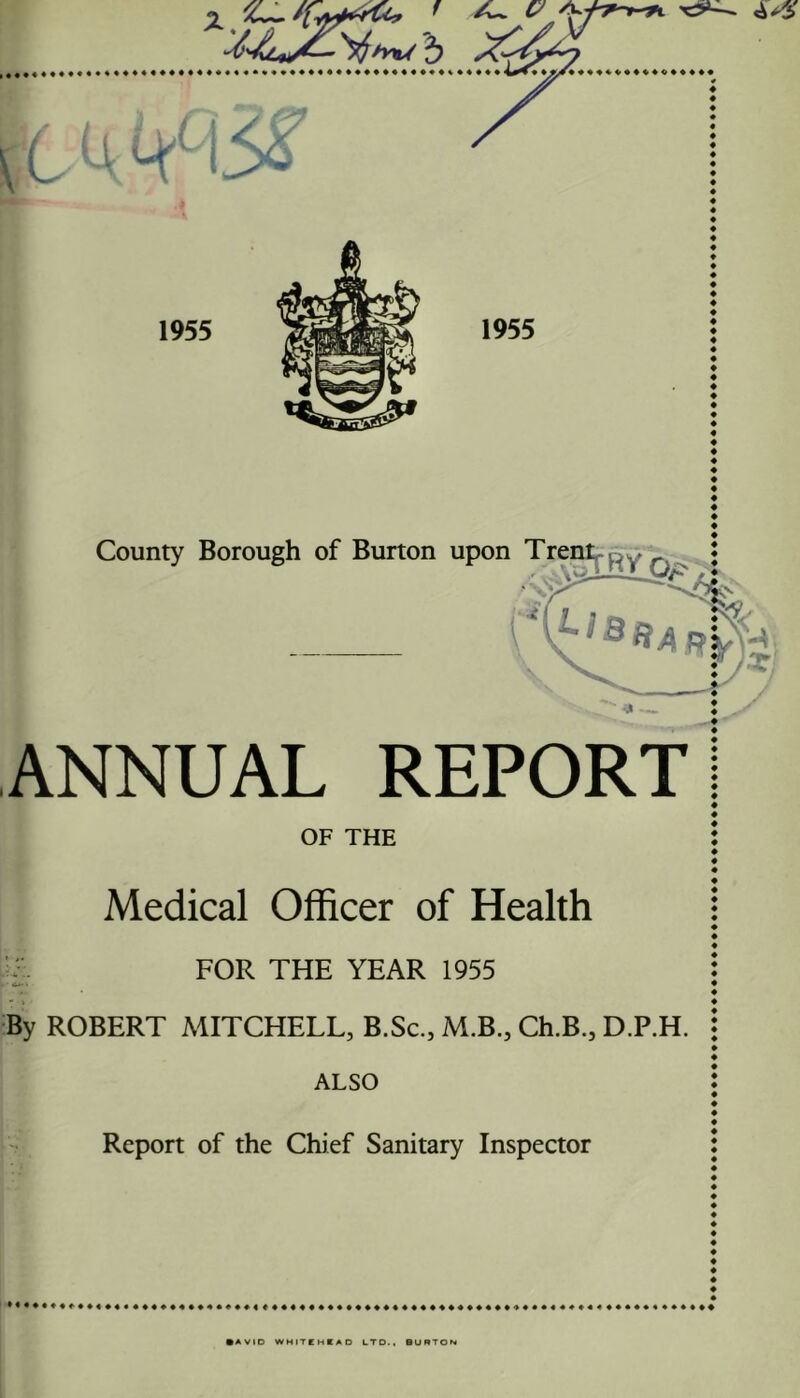 1955 1955
County Borough of Burton upon Trent
LIBRARY
ANNUAL REPORT
OF THE
Medical Officer of Health
FOR THE YEAR 1955
By ROBERT MITCHELL, B.Sc., M.B., Ch.B., D.P.H.
ALSO
Report of the Chief Sanitary Inspector
DAVID WHITEHEAD LTD., BURTON